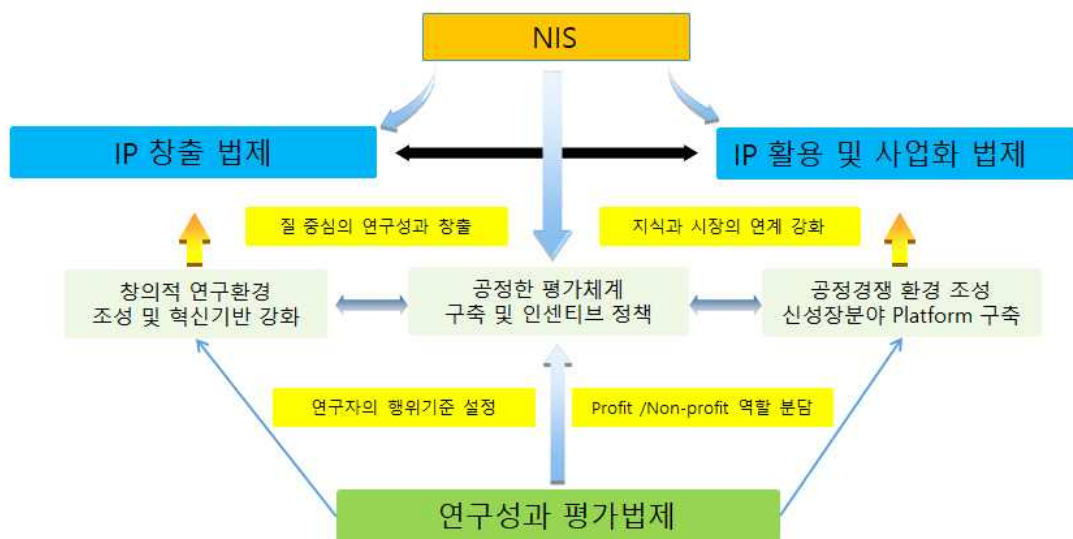 NIS
IP 창출 법제
IP 활용 및 사업화 법제
질 중심의 연구성과 창출
지식과 시장의 연계 강화
창의적 연구환경
조성 및 혁신기반 강화
공정한 평가체계
구축 및 인센티브 정책
공정경쟁 환경 조성
신성장분야 Platform 구축
연구자의 행위기준 설정
Profit /Non-profit 역할 분담
연구성과 평가법제